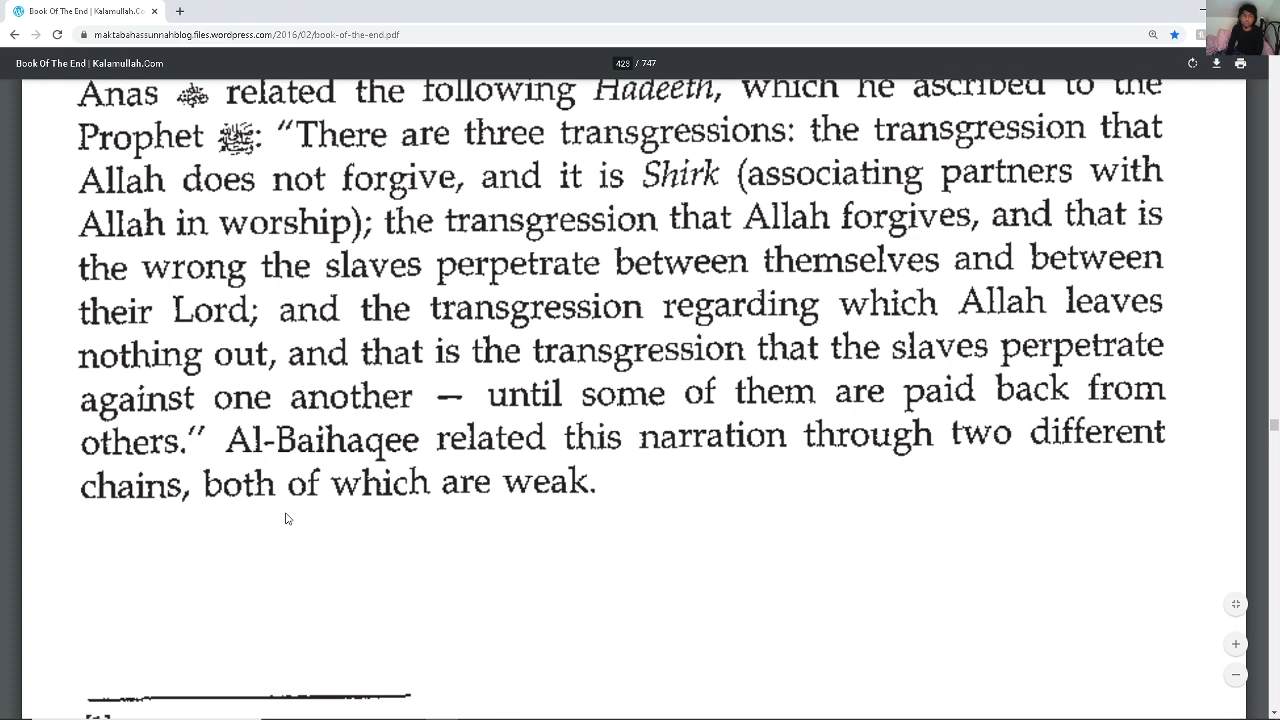 Book Of The End | Kalamullah.Co
maktabahassunnahblog.files.wordpress.com/2016/02/book-of-the-end.pdf
Book Of The End | Kalamullah.Com
423 / 747
Anas related the following Hadeeth, which he ascribed to the
Prophet ﷺ: "There are three transgressions: the transgression that
Allah does not forgive, and it is Shirk (associating partners with
Allah in worship); the transgression that Allah forgives, and that is
the wrong the slaves perpetrate between themselves and between
their Lord; and the transgression regarding which Allah leaves
nothing out, and that is the transgression that the slaves perpetrate
against one another — until some of them are paid back from
others." Al-Baihaqee related this narration through two different
chains, both of which are weak.